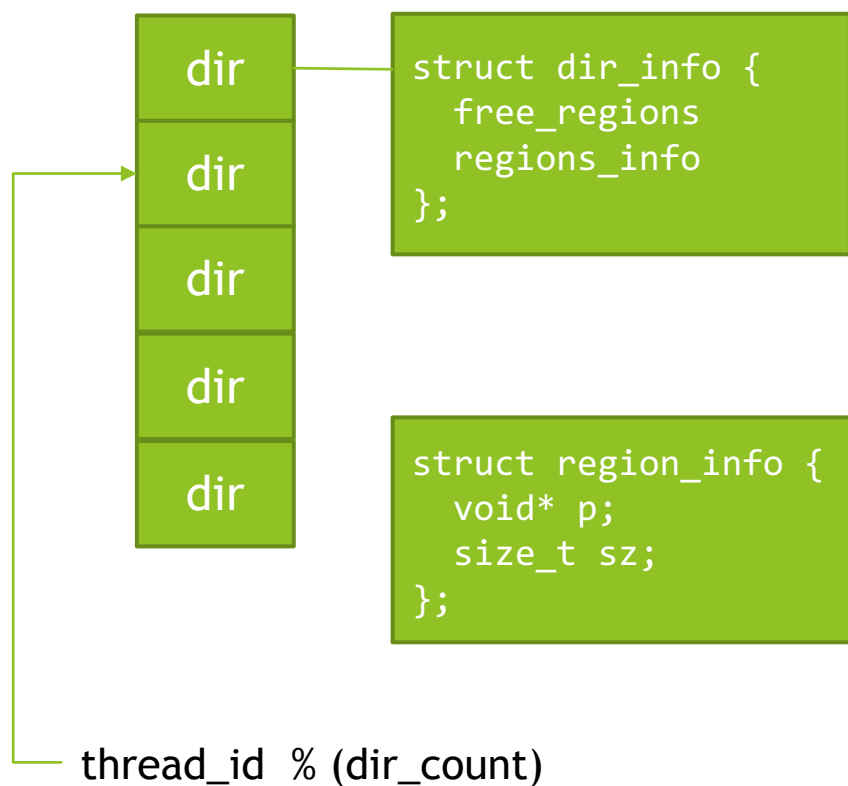 dir
dir
dir
dir
dir
struct dir_info {
  free_regions
  regions_info
};
struct region_info {
  void* p;
  size_t sz;
};
thread_id % (dir_count)